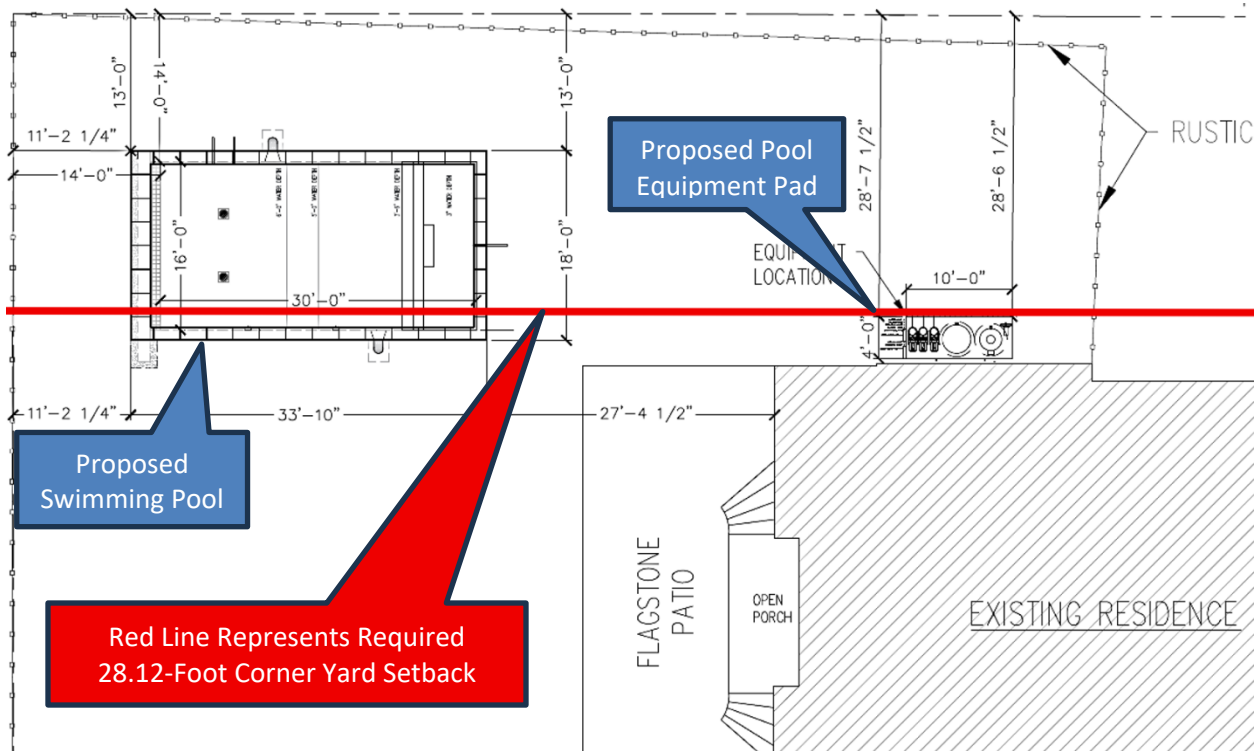 13'-0"
14'-0"
13'-0"
11'-2 1/4"
14'-0"
16'-0"
30'-0"
18'-0"
Proposed Pool
Equipment Pad
28'-7 1/2"
28'-6 1/2"
RUSTIC
LOCATION
10'-0"
4'-0"
11'-2 1/4"
33'-10"
27'-4 1/2"
Proposed
Swimming Pool
Red Line Represents Required
28.12-Foot Corner Yard Setback
FLAGSTONE
PATIO
OPEN
PORCH
EXISTING RESIDENCE